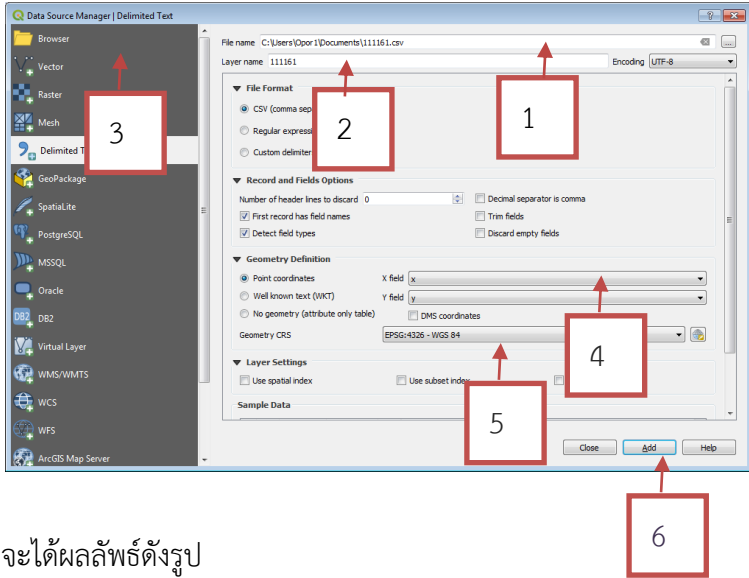 Data Source Manager | Delimited Text
Browser
Vector
Raster
Mesh
Delimited T
GeoPackage
SpatiaLite
PostgreSQL
MSSQL
Oracle
DB2 DB2
Virtual Layer
WMS/WMTS
WCS
WFS
ArcGIS Map Server
File name C:\Users\Opor1\Documents\111161.csv ...
Layer name 111161 Encoding UTF-8
File Format
CSV (comma sep
Regular expressi
Custom delimiter
Record and Fields Options
Number of header lines to discard 0 Decimal separator is comma
First record has field names Trim fields
Detect field types Discard empty fields
Geometry Definition
Point coordinates X field x
Well known text (WKT) Y field y
No geometry (attribute only table) DMS coordinates
Geometry CRS EPSG:4326 - WGS 84
Layer Settings
Use spatial index Use subset index
Sample Data
Close Add Help
1
2
3
4
5
6
จะได้ผลลัพธ์ดังรูป